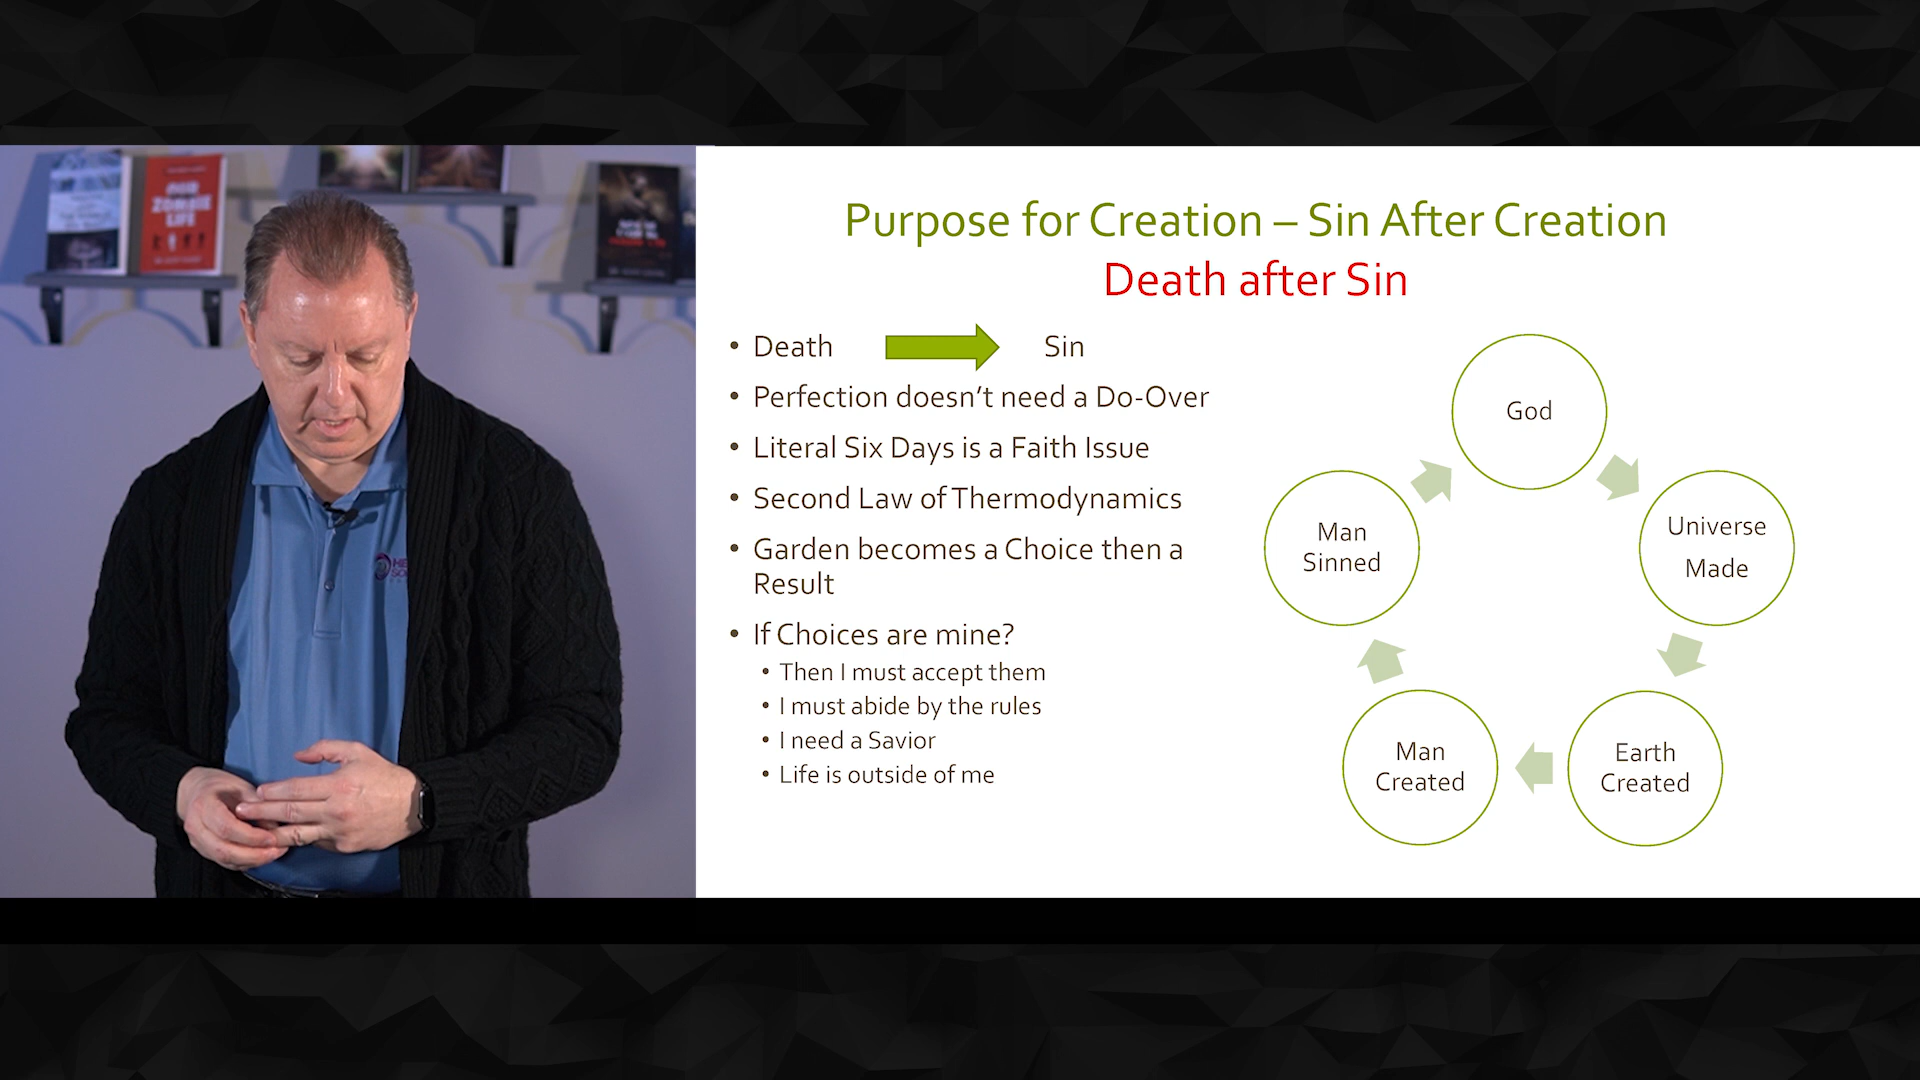 OUR
ZOMBIE
LIFE
Purpose for Creation – Sin After Creation
Death after Sin
• Death Sin
• Perfection doesn't need a Do-Over
• Literal Six Days is a Faith Issue
• Second Law of Thermodynamics
• Garden becomes a Choice then a
Result
• If Choices are mine?
• Then I must accept them
• I must abide by the rules
• I need a Savior
• Life is outside of me
God
Universe
Made
Earth
Created
Man
Created
Man
Sinned